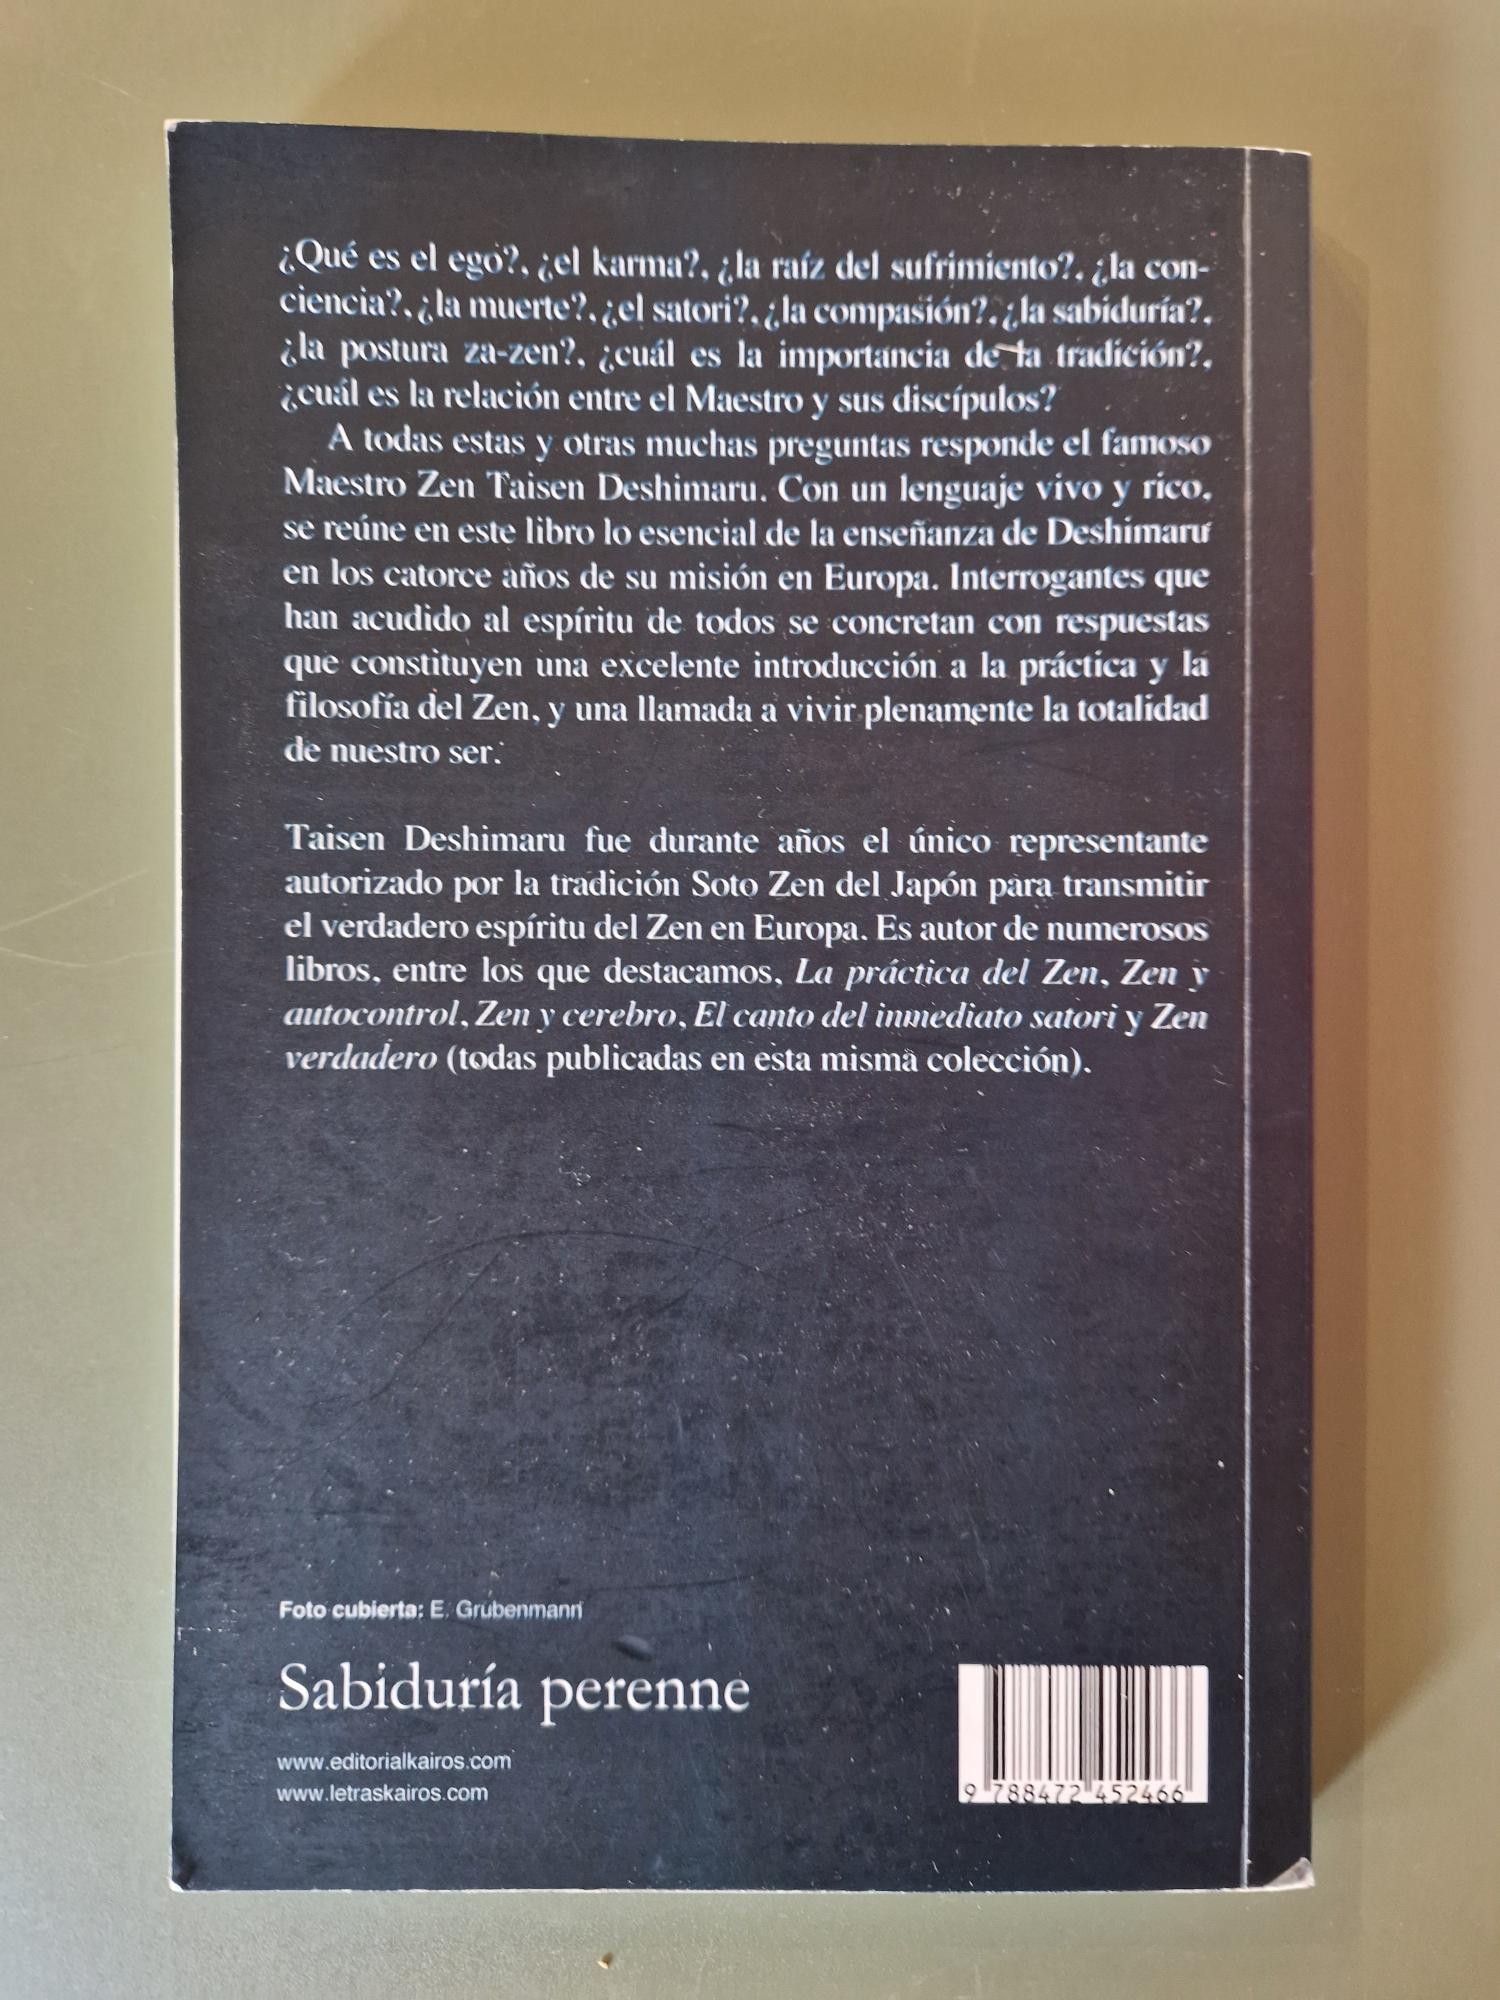 ¿Qué es el ego?, ¿el karma?, ¿la raíz del sufrimiento?, ¿la con-
ciencia?, ¿la muerte?, ¿el satori?, ¿la compasión?, ¿la sabiduría?,
¿la postura za-zen?, ¿cuál es la importancia de la tradición?,
¿cuál es la relación entre el Maestro y sus discípulos?
A todas estas y otras muchas preguntas responde el famoso
Maestro Zen Taisen Deshimaru. Con un lenguaje vivo y rico,
se reúne en este libro lo esencial de la enseñanza de Deshimaru
en los catorce años de su misión en Europa. Interrogantes que
han acudido al espíritu de todos se concretan con respuestas
que constituyen una excelente introducción a la práctica y la
filosofía del Zen, y una llamada a vivir plenamente la totalidad
de nuestro ser.
Taisen Deshimaru fue durante años el único representante
autorizado por la tradición Soto Zen del Japón para transmitir
el verdadero espíritu del Zen en Europa. Es autor de numerosos
libros, entre los que destacamos, La práctica del Zen, Zen y
autocontrol, Zen y cerebro, El canto del inmediato satori y Zen
verdadero (todas publicadas en esta misma colección).
Foto cubierta: E. Grubenmann
Sabiduría perenne
www.editorialkairos.com
www.letraskairos.com
9 788472 452466